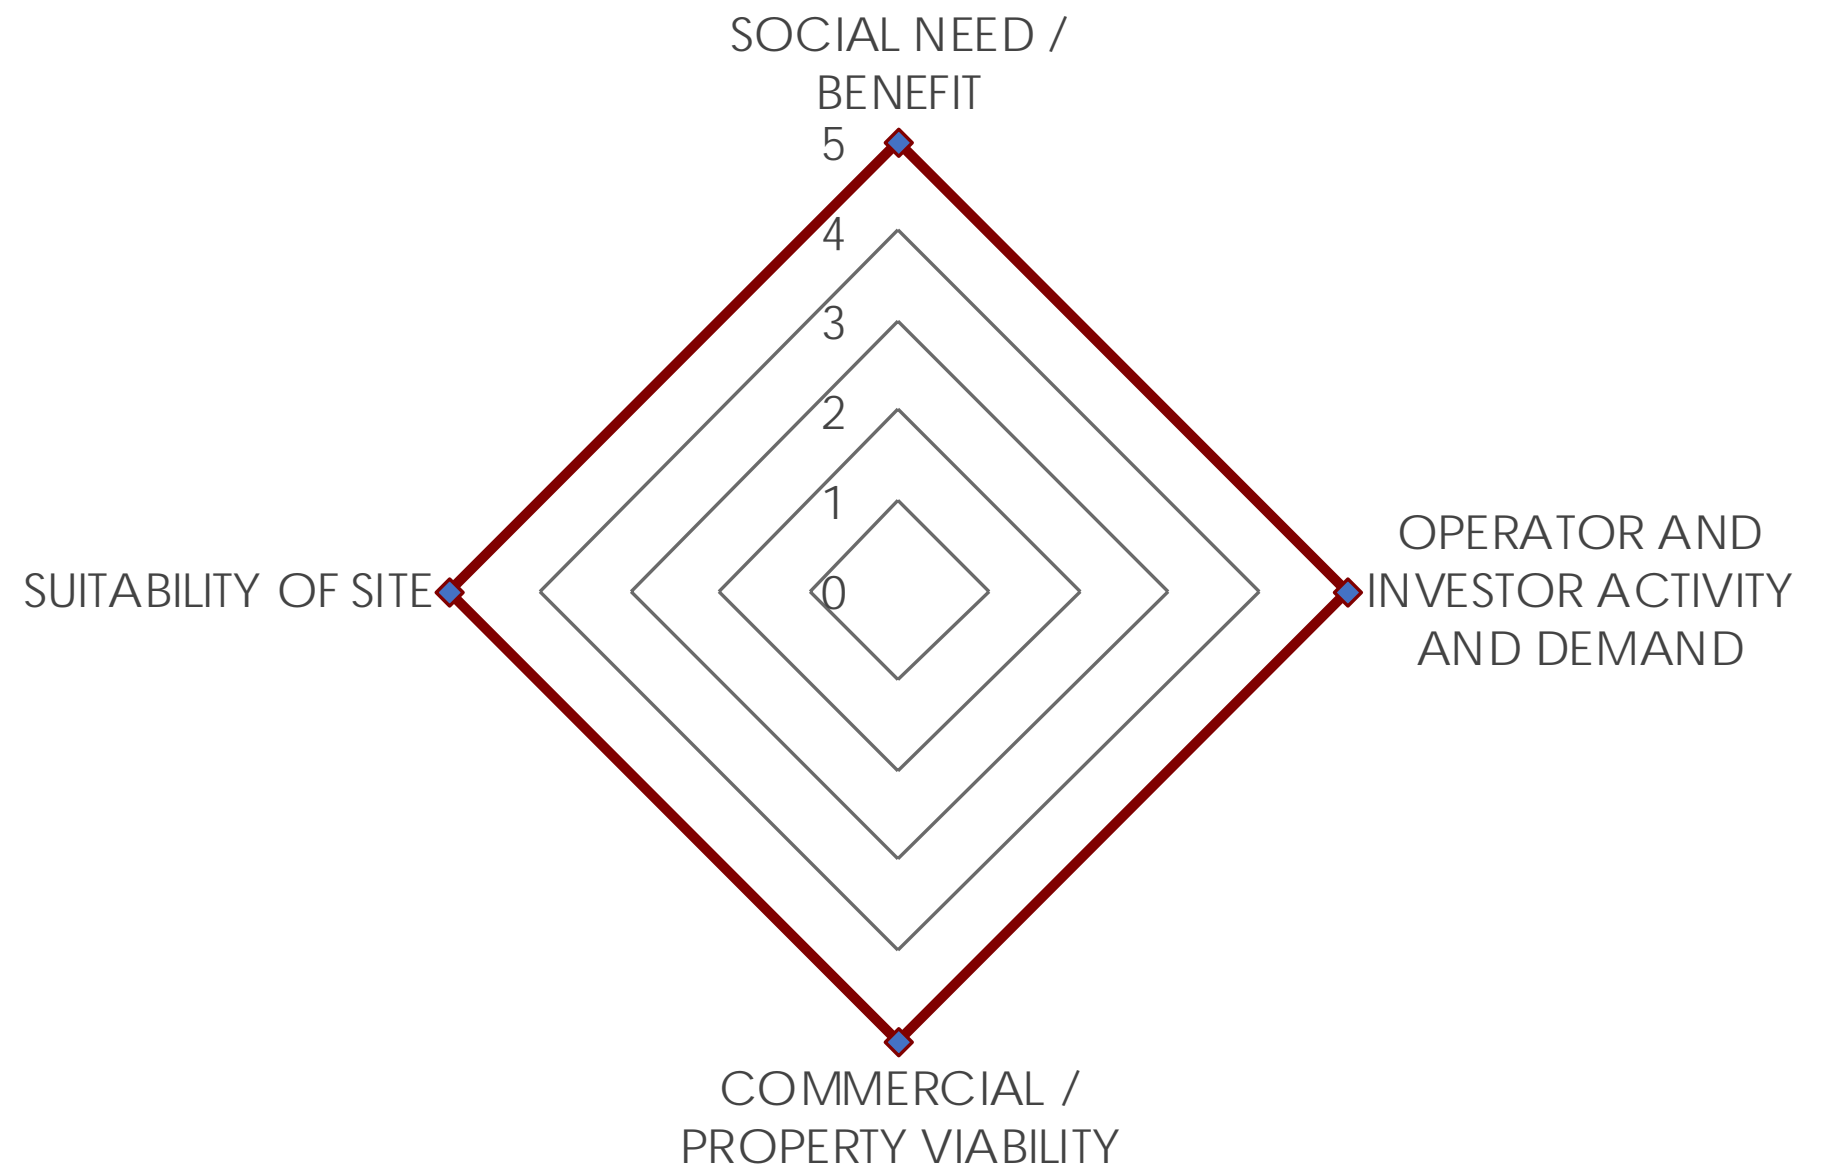 SOCIAL NEED /
BENEFIT
5
4
3
2
1
0
OPERATOR AND
INVESTOR ACTIVITY
AND DEMAND
SUITABILITY OF SITE
COMMERCIAL /
PROPERTY VIABILITY